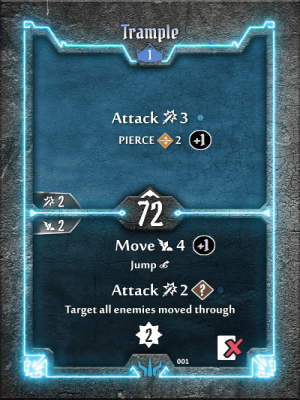 Trample
1
Attack 3
PIERCE 2 +1
2
72
2
Move 4 +1
Jump
Attack 2 ?
Target all enemies moved through
2
001